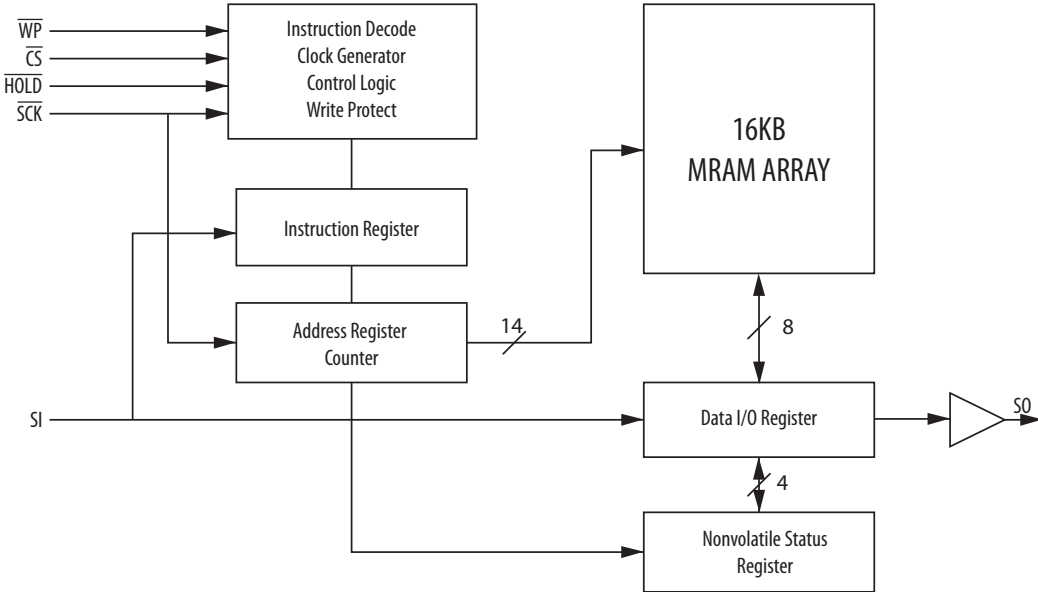 WP
CS
HOLD
SCK
Instruction Decode
Clock Generator
Control Logic
Write Protect
16KB
MRAM ARRAY
Instruction Register
Address Register
Counter
14
8
SI
Data I/O Register
SO
4
Nonvolatile Status
Register